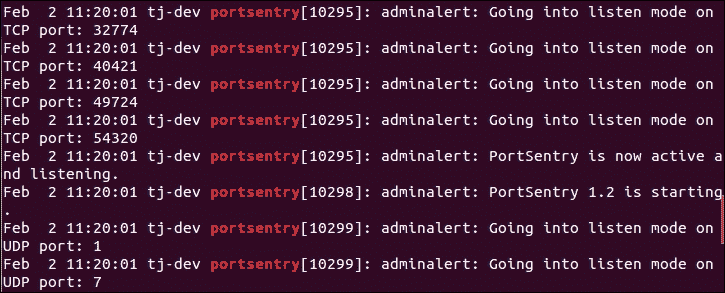 Feb  2 11:20:01 tj-dev portsentry[10295]: adminalert: Going into listen mode on
TCP port: 32774
Feb  2 11:20:01 tj-dev portsentry[10295]: adminalert: Going into listen mode on
TCP port: 40421
Feb  2 11:20:01 tj-dev portsentry[10295]: adminalert: Going into listen mode on
TCP port: 49724
Feb  2 11:20:01 tj-dev portsentry[10295]: adminalert: Going into listen mode on
TCP port: 54320
Feb  2 11:20:01 tj-dev portsentry[10295]: adminalert: PortSentry is now active a
nd listening.
Feb  2 11:20:01 tj-dev portsentry[10298]: adminalert: PortSentry 1.2 is starting
.
Feb  2 11:20:01 tj-dev portsentry[10299]: adminalert: Going into listen mode on
UDP port: 1
Feb  2 11:20:01 tj-dev portsentry[10299]: adminalert: Going into listen mode on
UDP port: 7